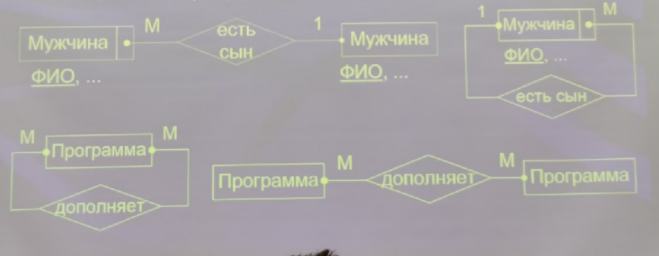 Мужчина
М
есть
сын
1
Мужчина
ФИО, ...
ФИО, ...
1
Мужчина
М
ФИО, ...
есть сын
М
Программа
М
дополняет
Программа
М
дополняет
М
Программа